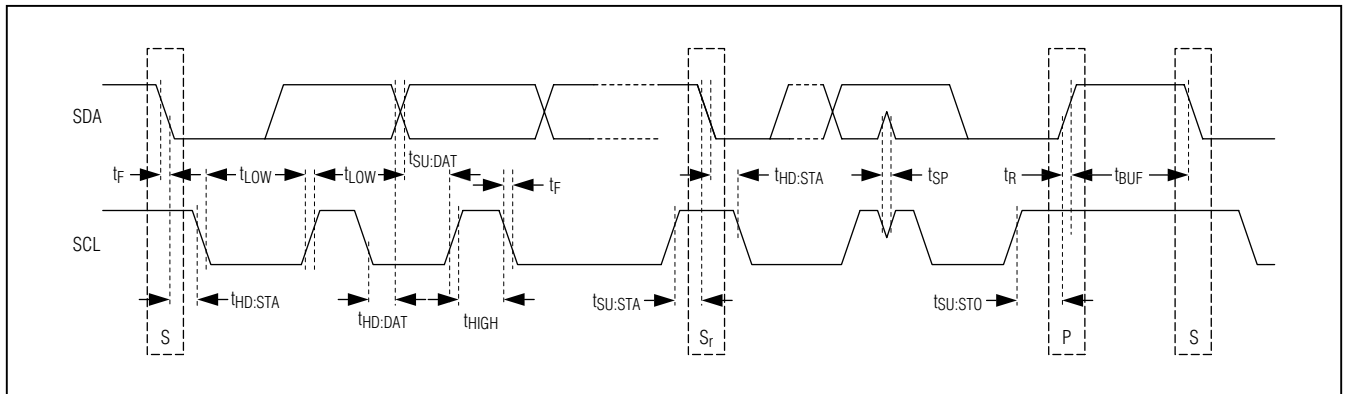 SDA
tSU:DAT
tF
tLOW
tLOW
tF
tHD:STA
tSP
tR
tBUF
SCL
tHD:STA
tHD:DAT
tHIGH
tSU:STA
tSU:STO
S
Sr
P
S